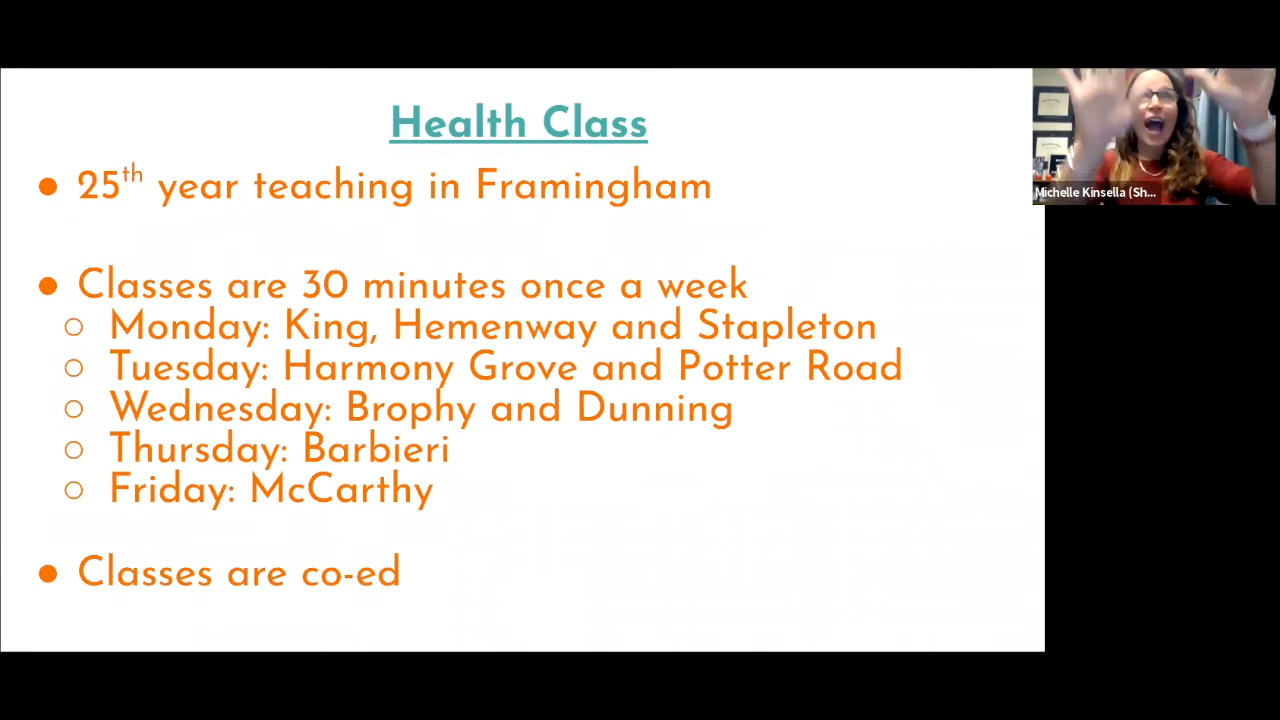 Health Class
● 25th year teaching in Framingham
● Classes are 30 minutes once a week
○ Monday: King, Hemenway and Stapleton
○ Tuesday: Harmony Grove and Potter Road
○ Wednesday: Brophy and Dunning
○ Thursday: Barbieri
○ Friday: McCarthy
● Classes are co-ed
Michelle Kinsella (Sh...